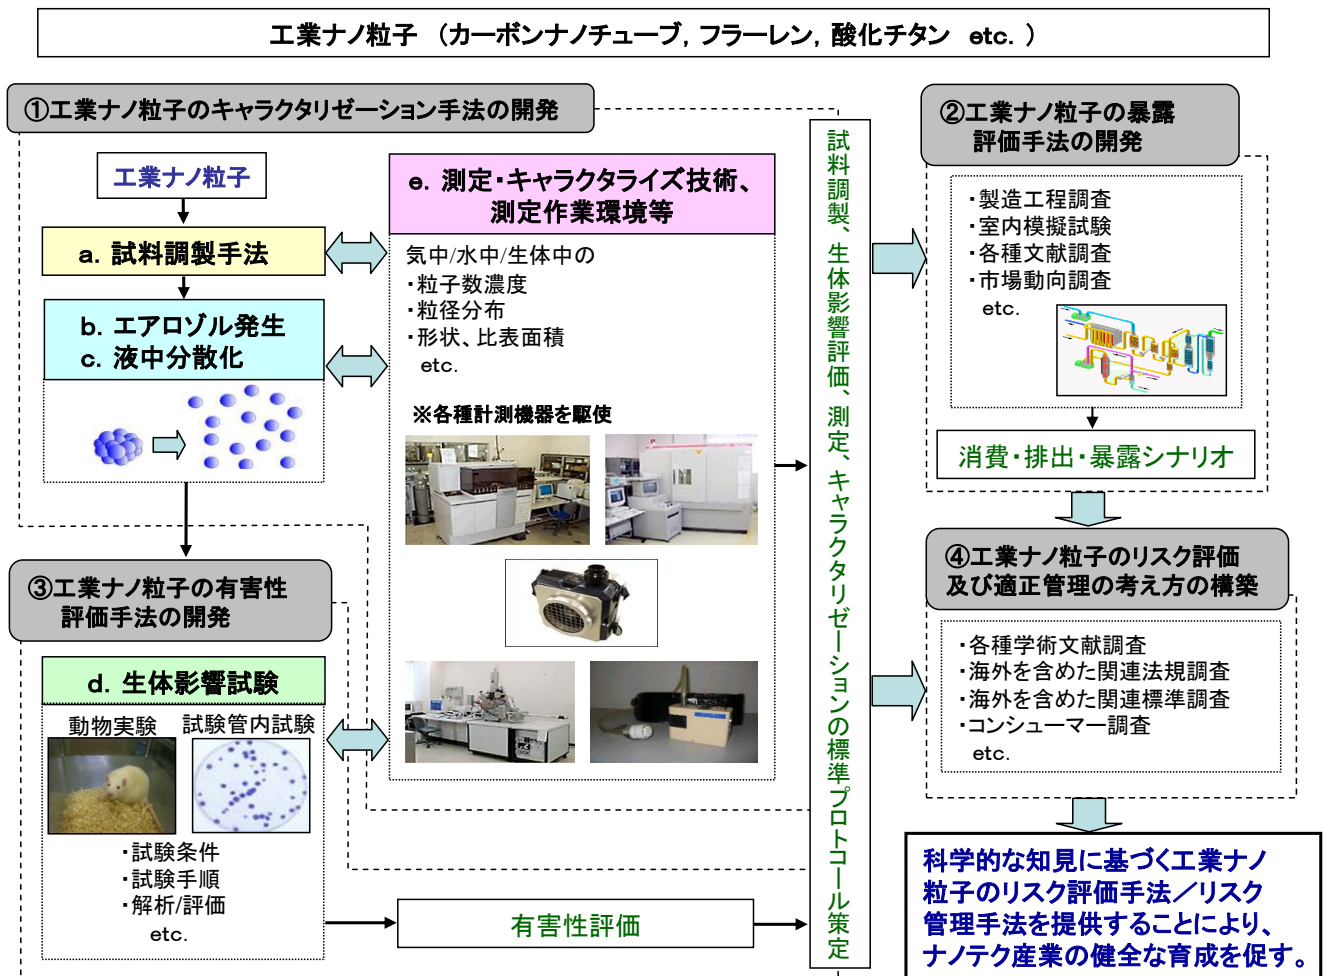 工業ナノ粒子 （カーボンナノチューブ，フラーレン，酸化チタン etc．）
①工業ナノ粒子のキャラクタリゼーション手法の開発
工業ナノ粒子
a．試料調製手法
b．エアロゾル発生
c．液中分散化
e．測定・キャラクタライズ技術、
測定作業環境等
気中/水中/生体中の
・粒子数濃度
・粒径分布
・形状、比表面積
etc.
※各種計測機器を駆使
③工業ナノ粒子の有害性
評価手法の開発
d．生体影響試験
動物実験
試験管内試験
・試験条件
・試験手順
・解析/評価
etc.
有害性評価
試料調製、生体影響評価、測定、キャラクタリゼーションの標準プロトコール策定
②工業ナノ粒子の暴露
評価手法の開発
・製造工程調査
・室内模擬試験
・各種文献調査
・市場動向調査
etc.
消費・排出・暴露シナリオ
④工業ナノ粒子のリスク評価
及び適正管理の考え方の構築
・各種学術文献調査
・海外を含めた関連法規調査
・海外を含めた関連標準調査
・コンシューマー調査
etc.
科学的な知見に基づく工業ナノ
粒子のリスク評価手法／リスク
管理手法を提供することにより、
ナノテク産業の健全な育成を促す。